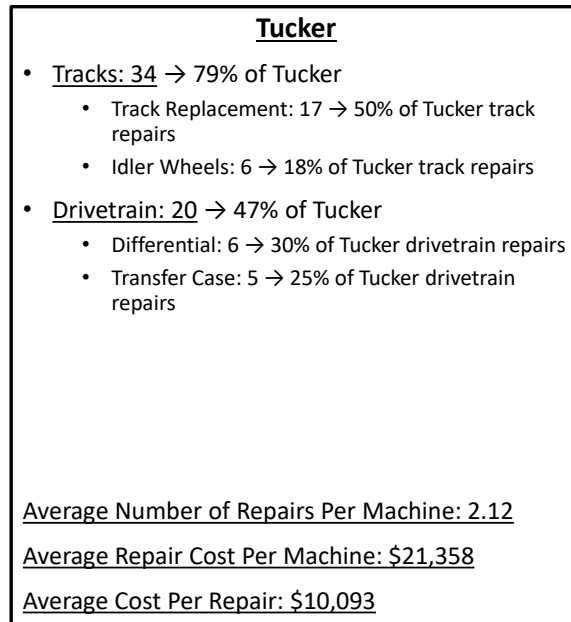 Tucker
• Tracks: 34 → 79% of Tucker
• Track Replacement: 17 → 50% of Tucker track
repairs
• Idler Wheels: 6 → 18% of Tucker track repairs
• Drivetrain: 20 → 47% of Tucker
• Differential: 6 → 30% of Tucker drivetrain repairs
• Transfer Case: 5 → 25% of Tucker drivetrain
repairs
Average Number of Repairs Per Machine: 2.12
Average Repair Cost Per Machine: $21,358
Average Cost Per Repair: $10,093